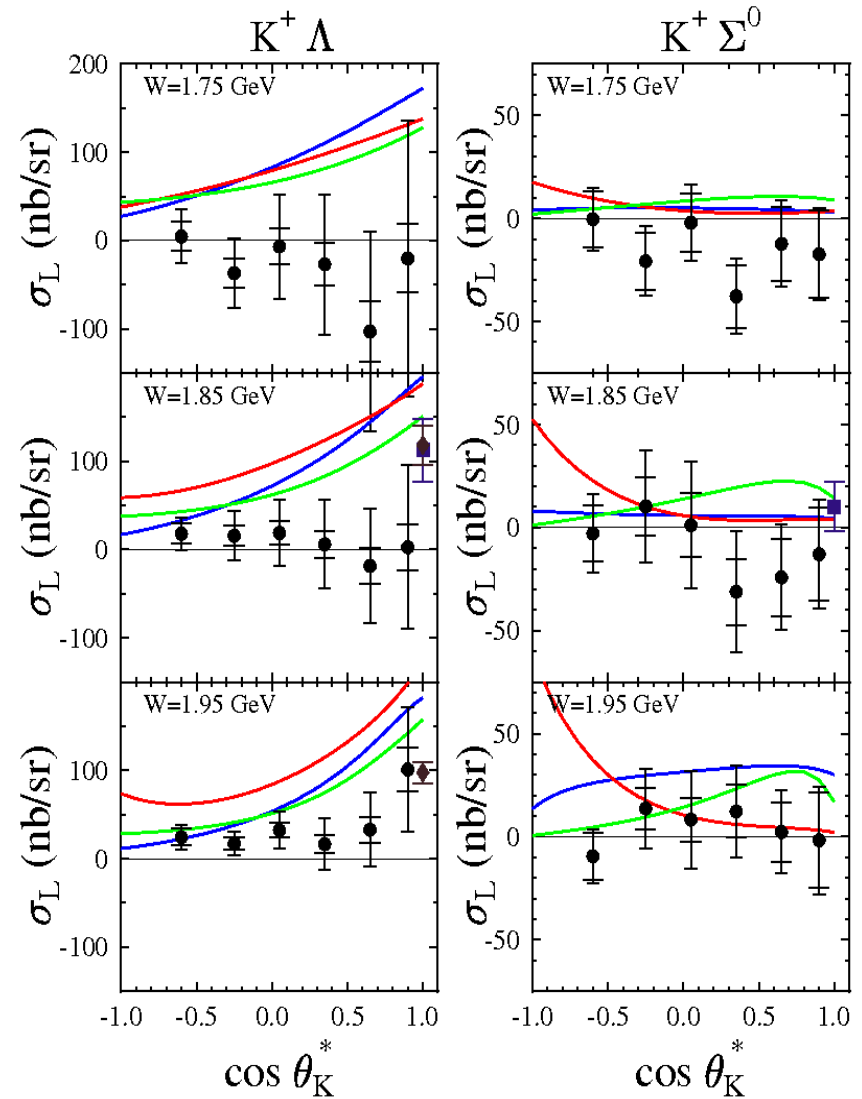 K+ Λ
K+ Σ0
σL (nb/sr)
200
100
0
-100
W=1.75 GeV
σL (nb/sr)
50
0
-50
W=1.75 GeV
σL (nb/sr)
100
0
-100
W=1.85 GeV
σL (nb/sr)
50
0
-50
W=1.85 GeV
σL (nb/sr)
100
0
-100
W=1.95 GeV
σL (nb/sr)
50
0
-50
W=1.95 GeV
-1.0 -0.5 0.0 0.5 1.0
-1.0 -0.5 0.0 0.5 1.0
cos θK*
cos θK*